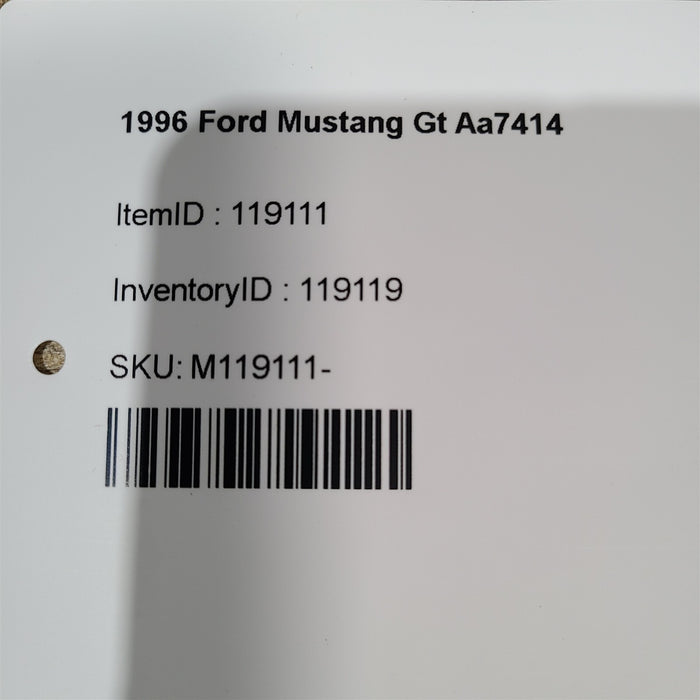 1996 Ford Mustang Gt Aa7414
ItemID : 119111
InventoryID : 119119
SKU: M119111-